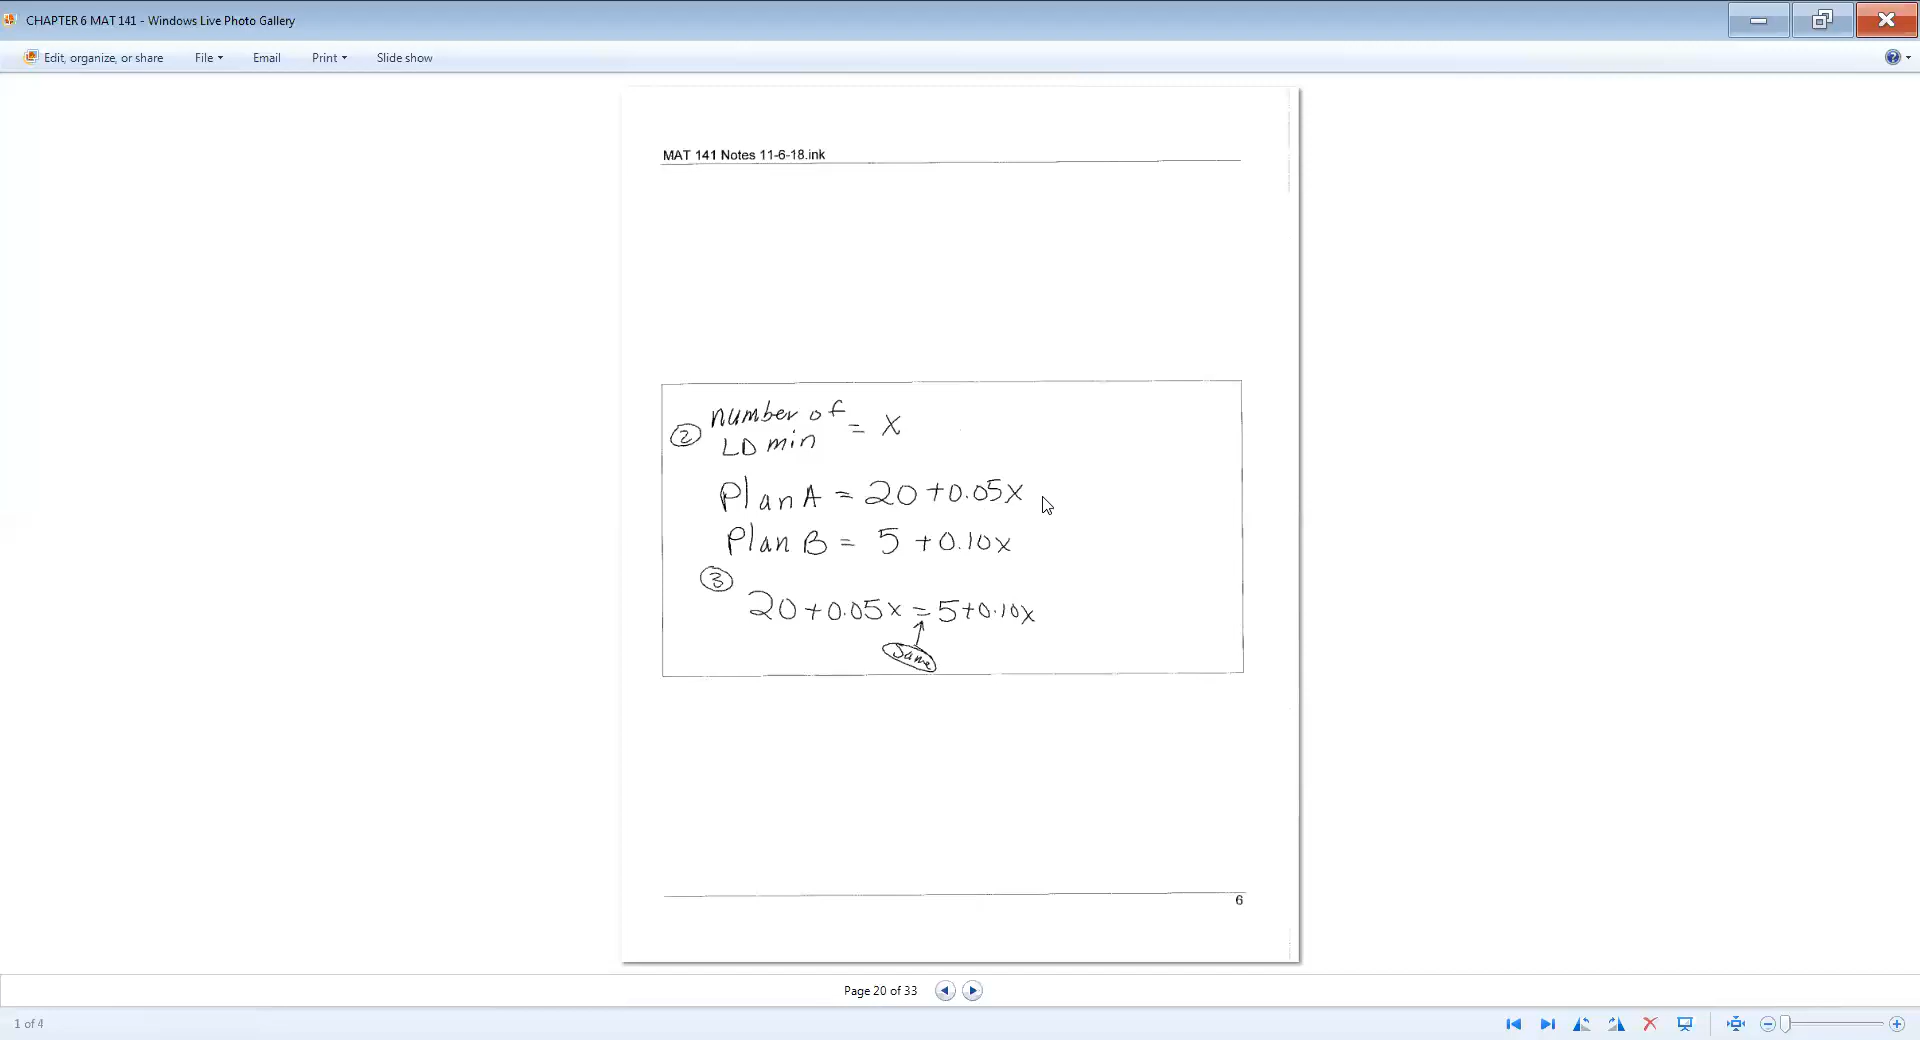 CHAPTER 6 MAT 141 - Windows Live Photo Gallery
Edit, organize, or share File Email Print Slide show
MAT 141 Notes 11-6-18.ink
② number of
LD min = X
Plan A = 20 + 0.05x
Plan B = 5 + 0.10x
③
20 + 0.05x = 5 + 0.10x
Same
6
Page 20 of 33
1 of 4